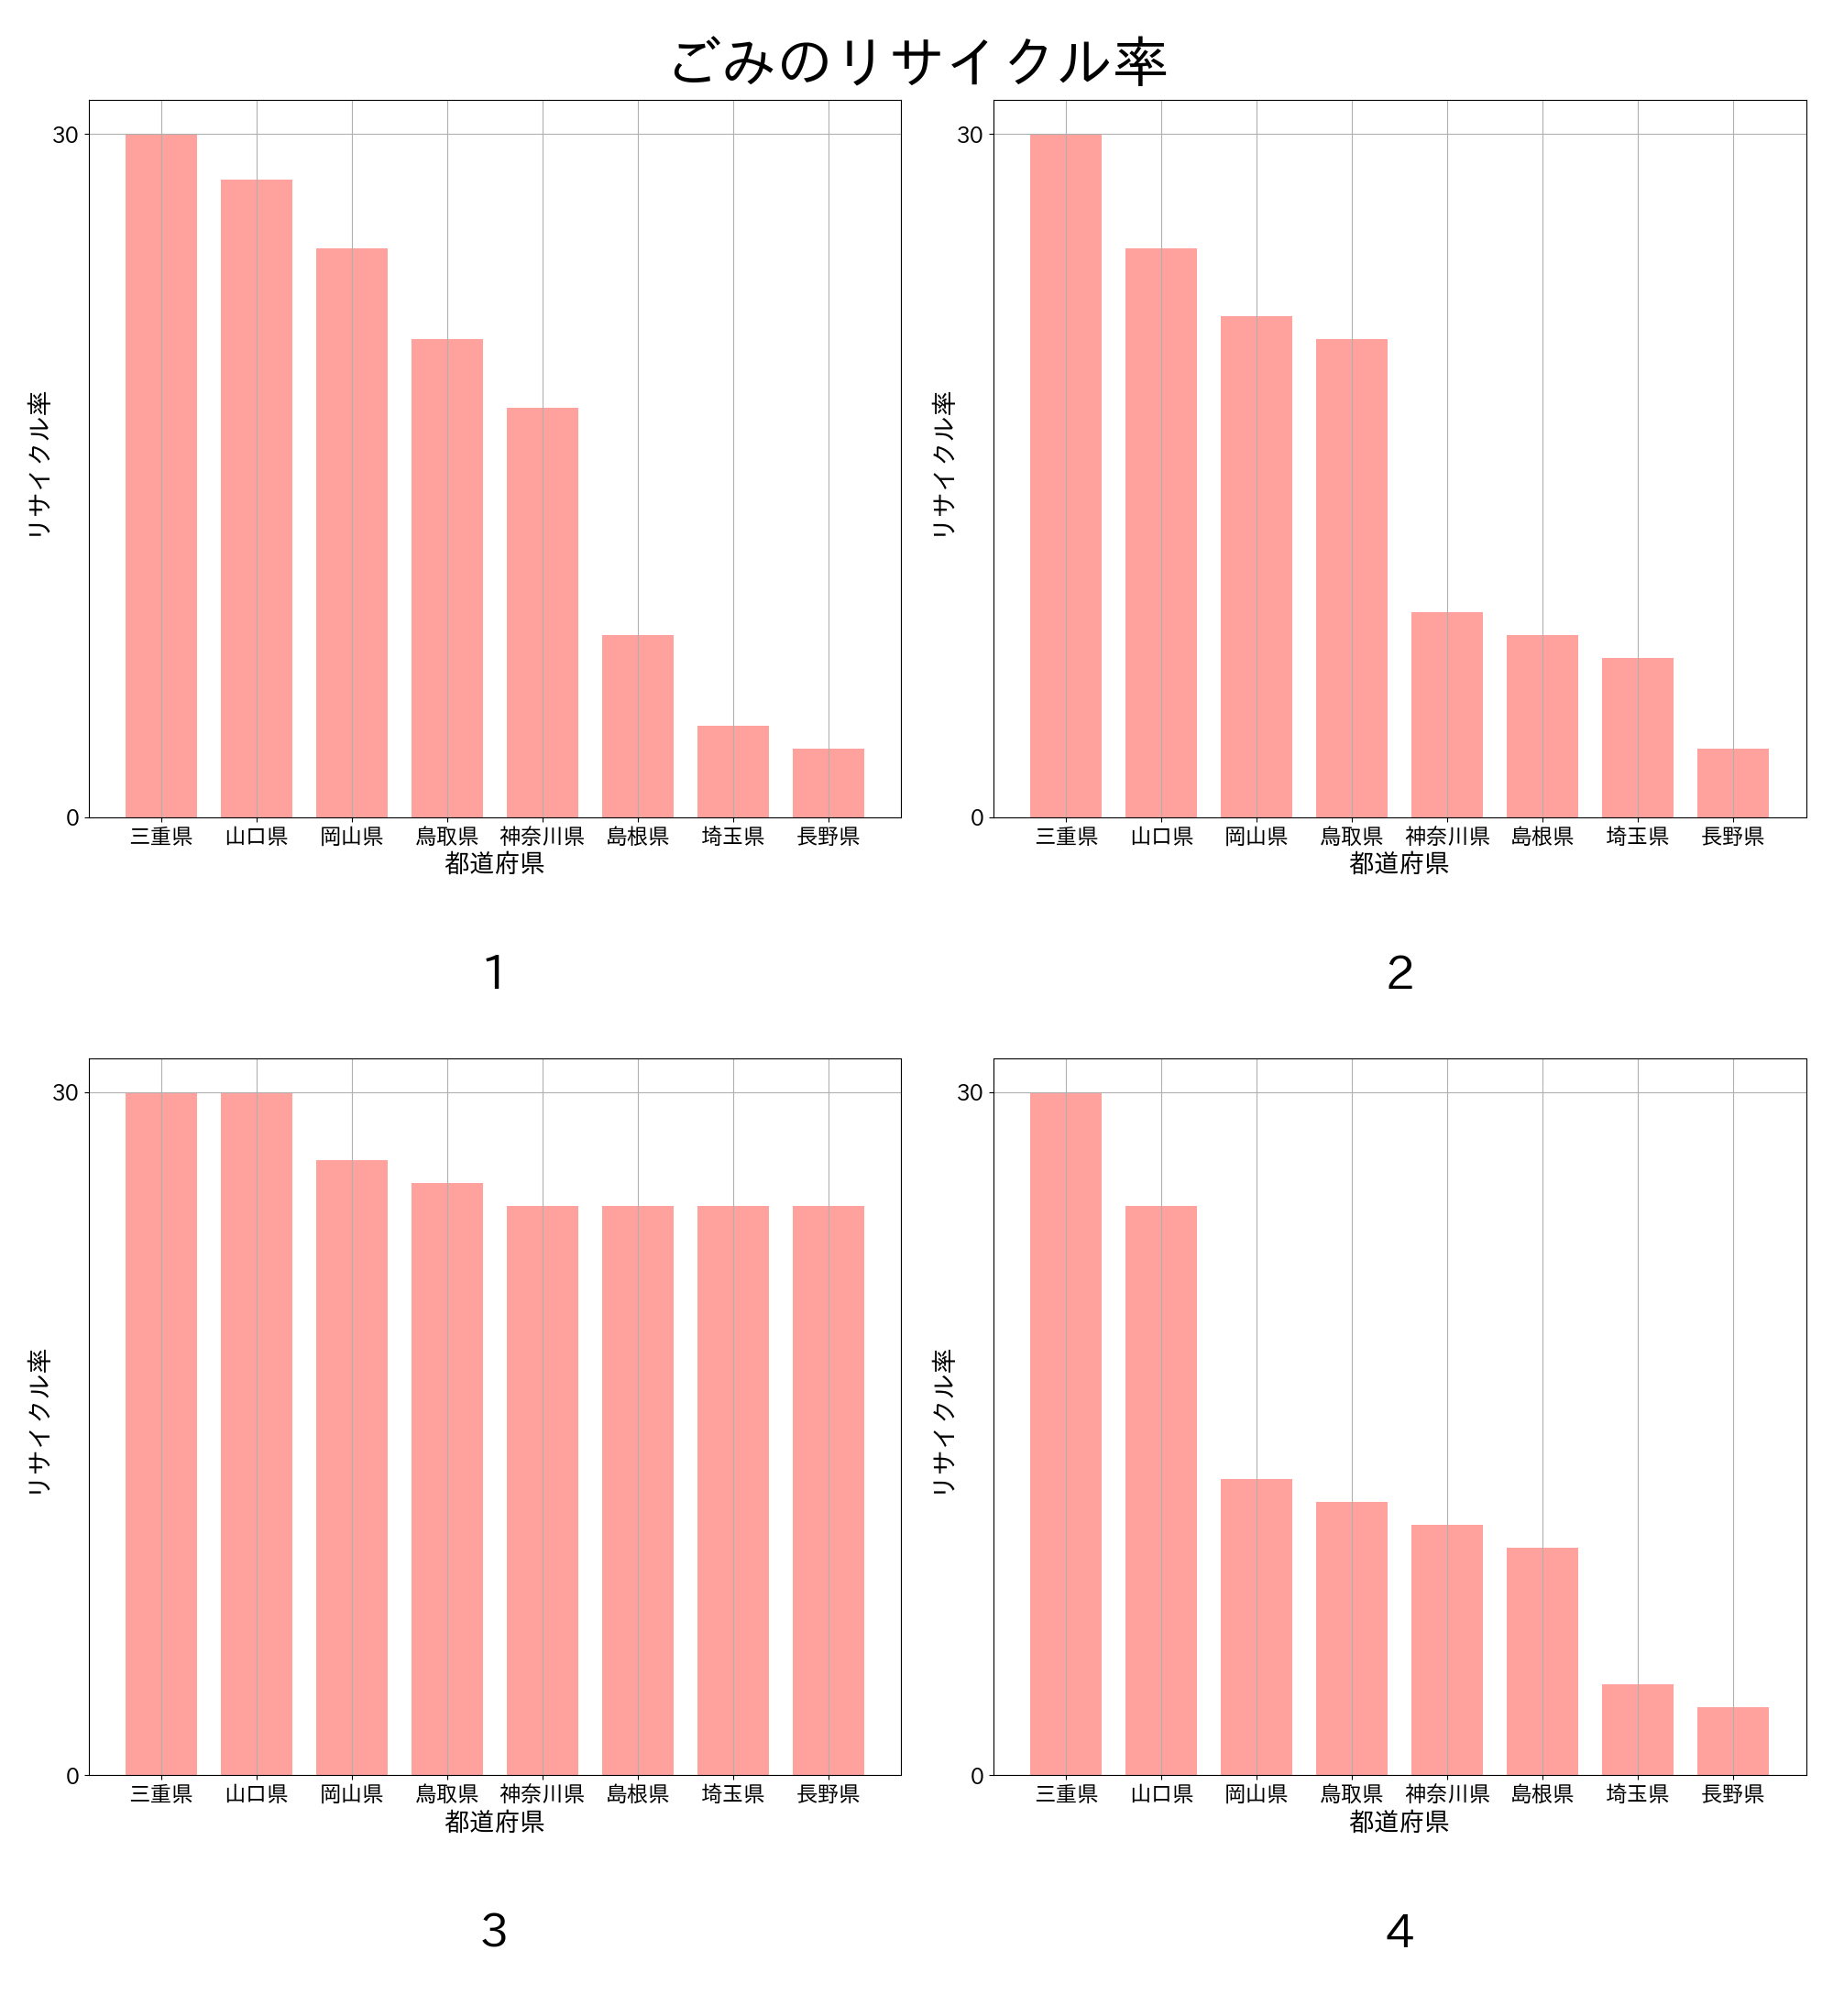 ごみのリサイクル率
30
0
リサイクル率
三重県 山口県 岡山県 鳥取県 神奈川県 島根県 埼玉県 長野県
都道府県
1
30
0
リサイクル率
三重県 山口県 岡山県 鳥取県 神奈川県 島根県 埼玉県 長野県
都道府県
2
30
0
リサイクル率
三重県 山口県 岡山県 鳥取県 神奈川県 島根県 埼玉県 長野県
都道府県
3
30
0
リサイクル率
三重県 山口県 岡山県 鳥取県 神奈川県 島根県 埼玉県 長野県
都道府県
4